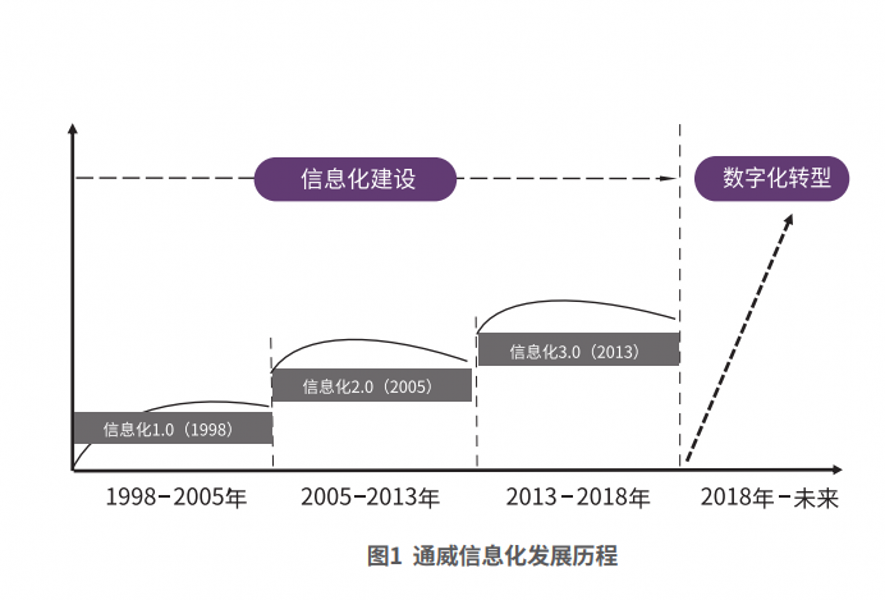 信息化建设
数字化转型
信息化3.0（2013）
信息化2.0（2005）
信息化1.0（1998）
1998－2005年
2005－2013年
2013－2018年
2018年－未来
图1 通威信息化发展历程